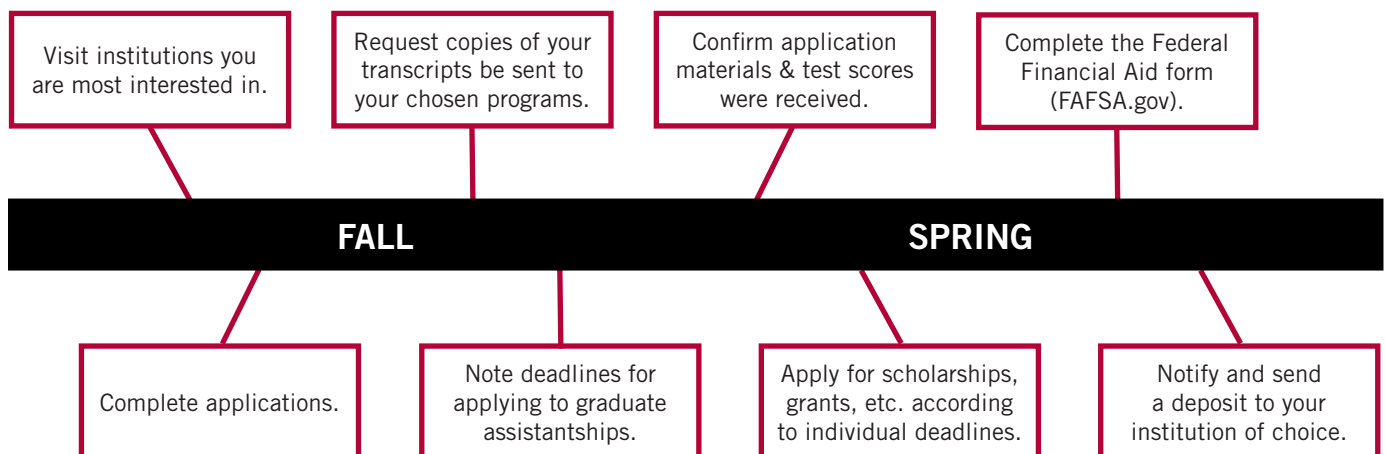 Visit institutions you
are most interested in.
Request copies of your
transcripts be sent to
your chosen programs.
Confirm application
materials & test scores
were received.
Complete the Federal
Financial Aid form
(FAFSA.gov).
FALL
SPRING
Complete applications.
Note deadlines for
applying to graduate
assistantships.
Apply for scholarships,
grants, etc. according
to individual deadlines.
Notify and send
a deposit to your
institution of choice.